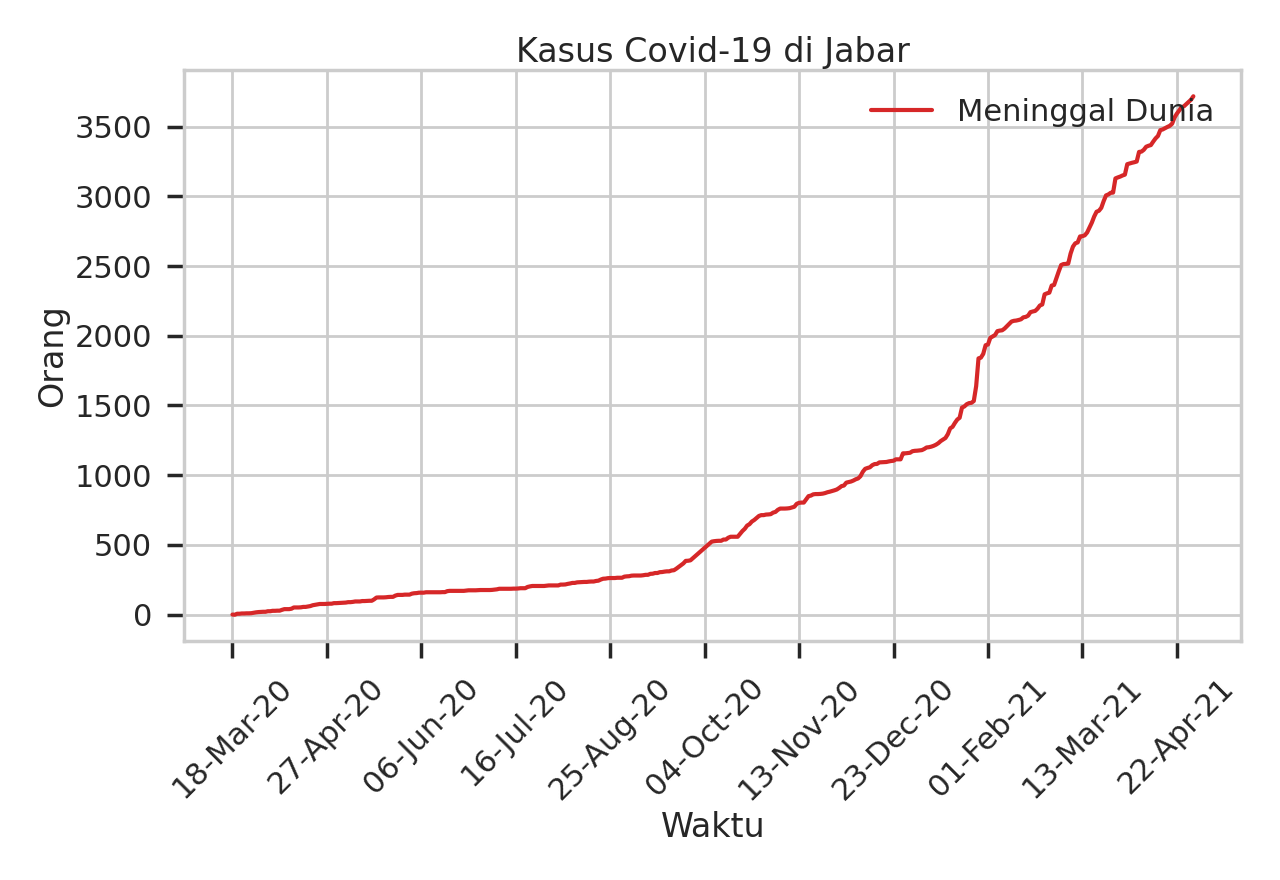 Kasus Covid-19 di Jabar
Meninggal Dunia
3500
3000
2500
2000
1500
1000
500
0
Orang
18-Mar-20
27-Apr-20
06-Jun-20
16-Jul-20
25-Aug-20
04-Oct-20
13-Nov-20
23-Dec-20
01-Feb-21
13-Mar-21
22-Apr-21
Waktu